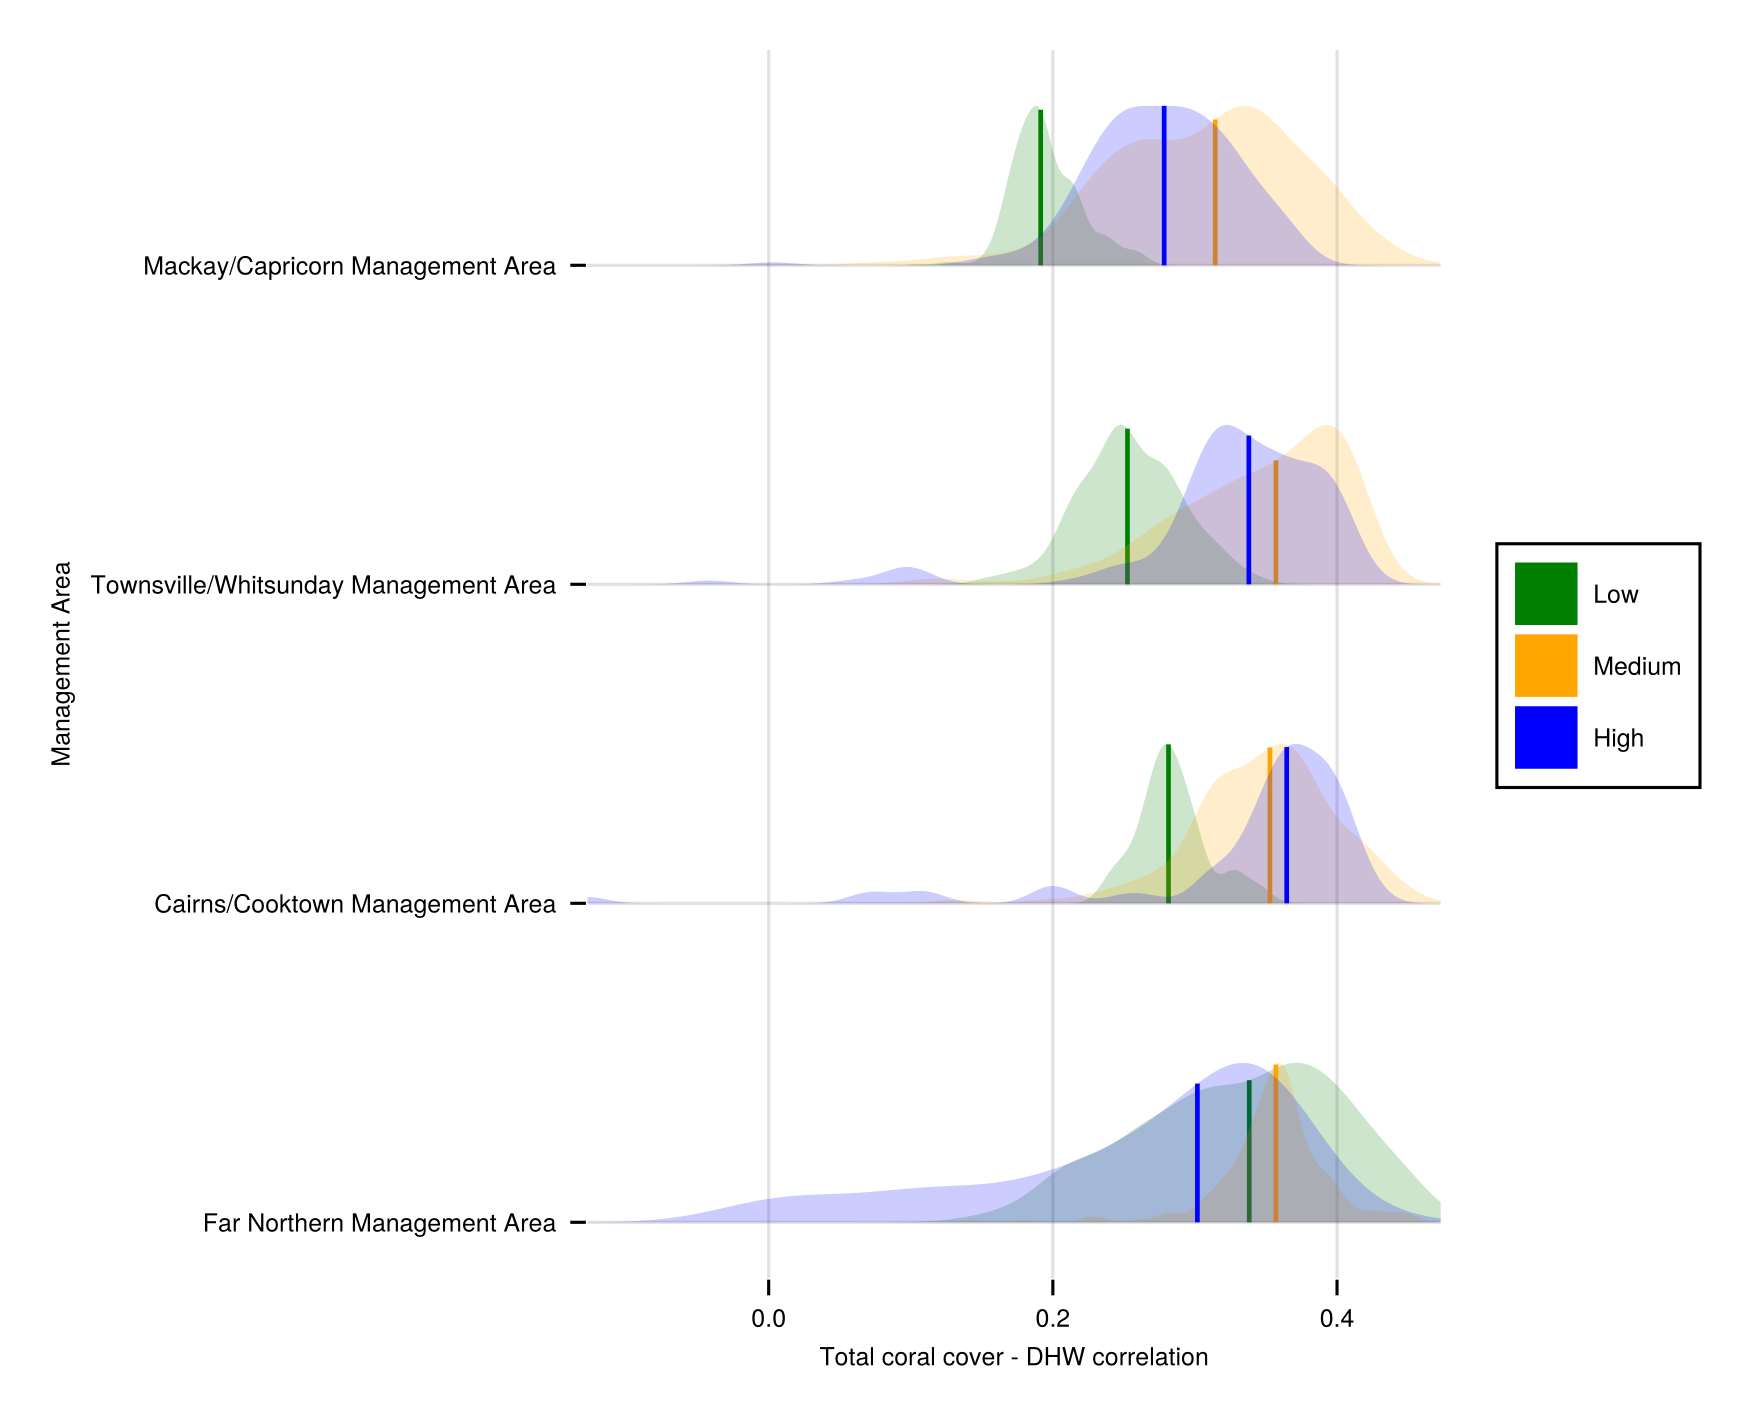 Mackay/Capricorn Management Area
Townsville/Whitsunday Management Area
Cairns/Cooktown Management Area
Far Northern Management Area
Management Area
0.0
0.2
0.4
Total coral cover - DHW correlation
Low
Medium
High